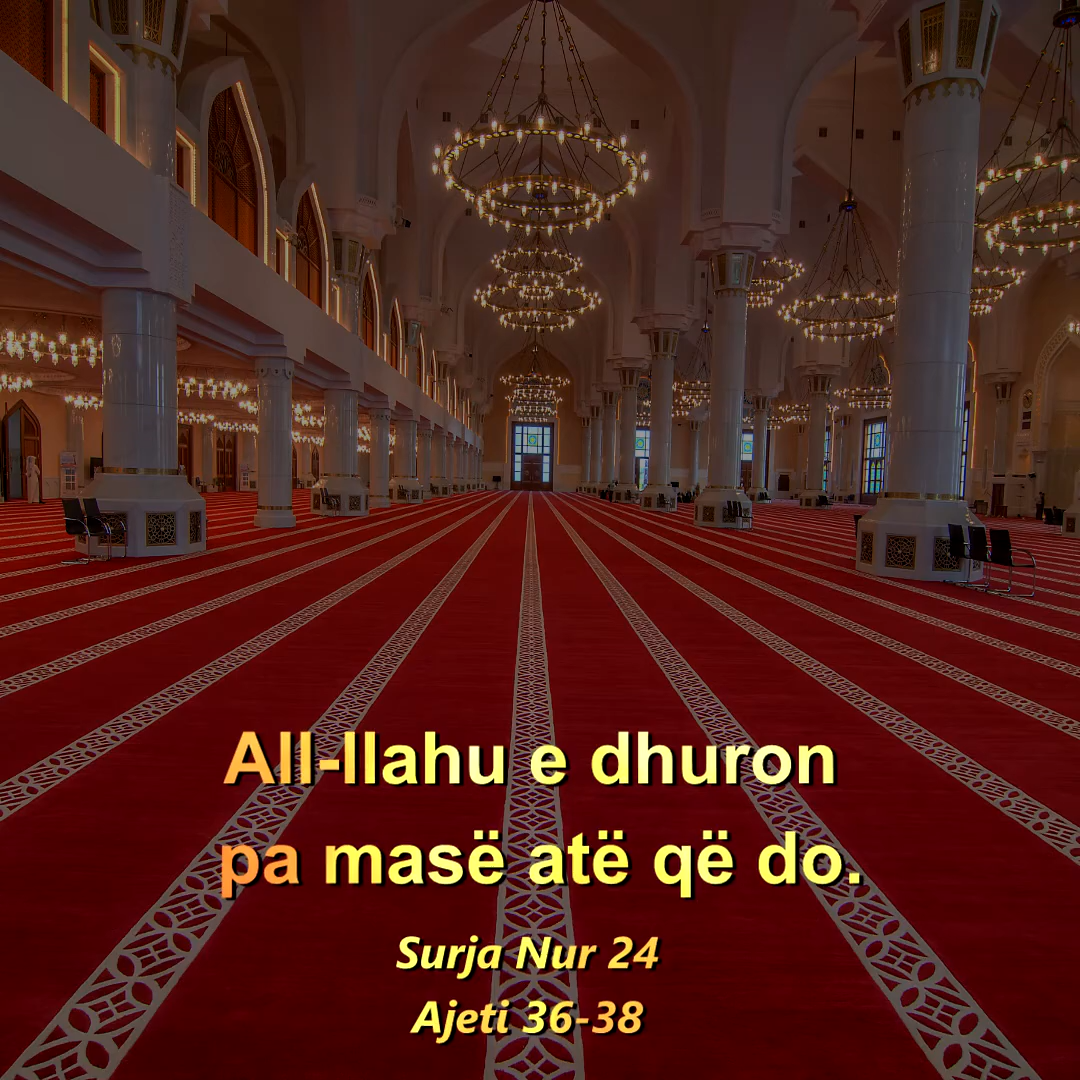 All-llahu e dhuron
pa masë atë që do.
Surja Nur 24
Ajeti 36-38